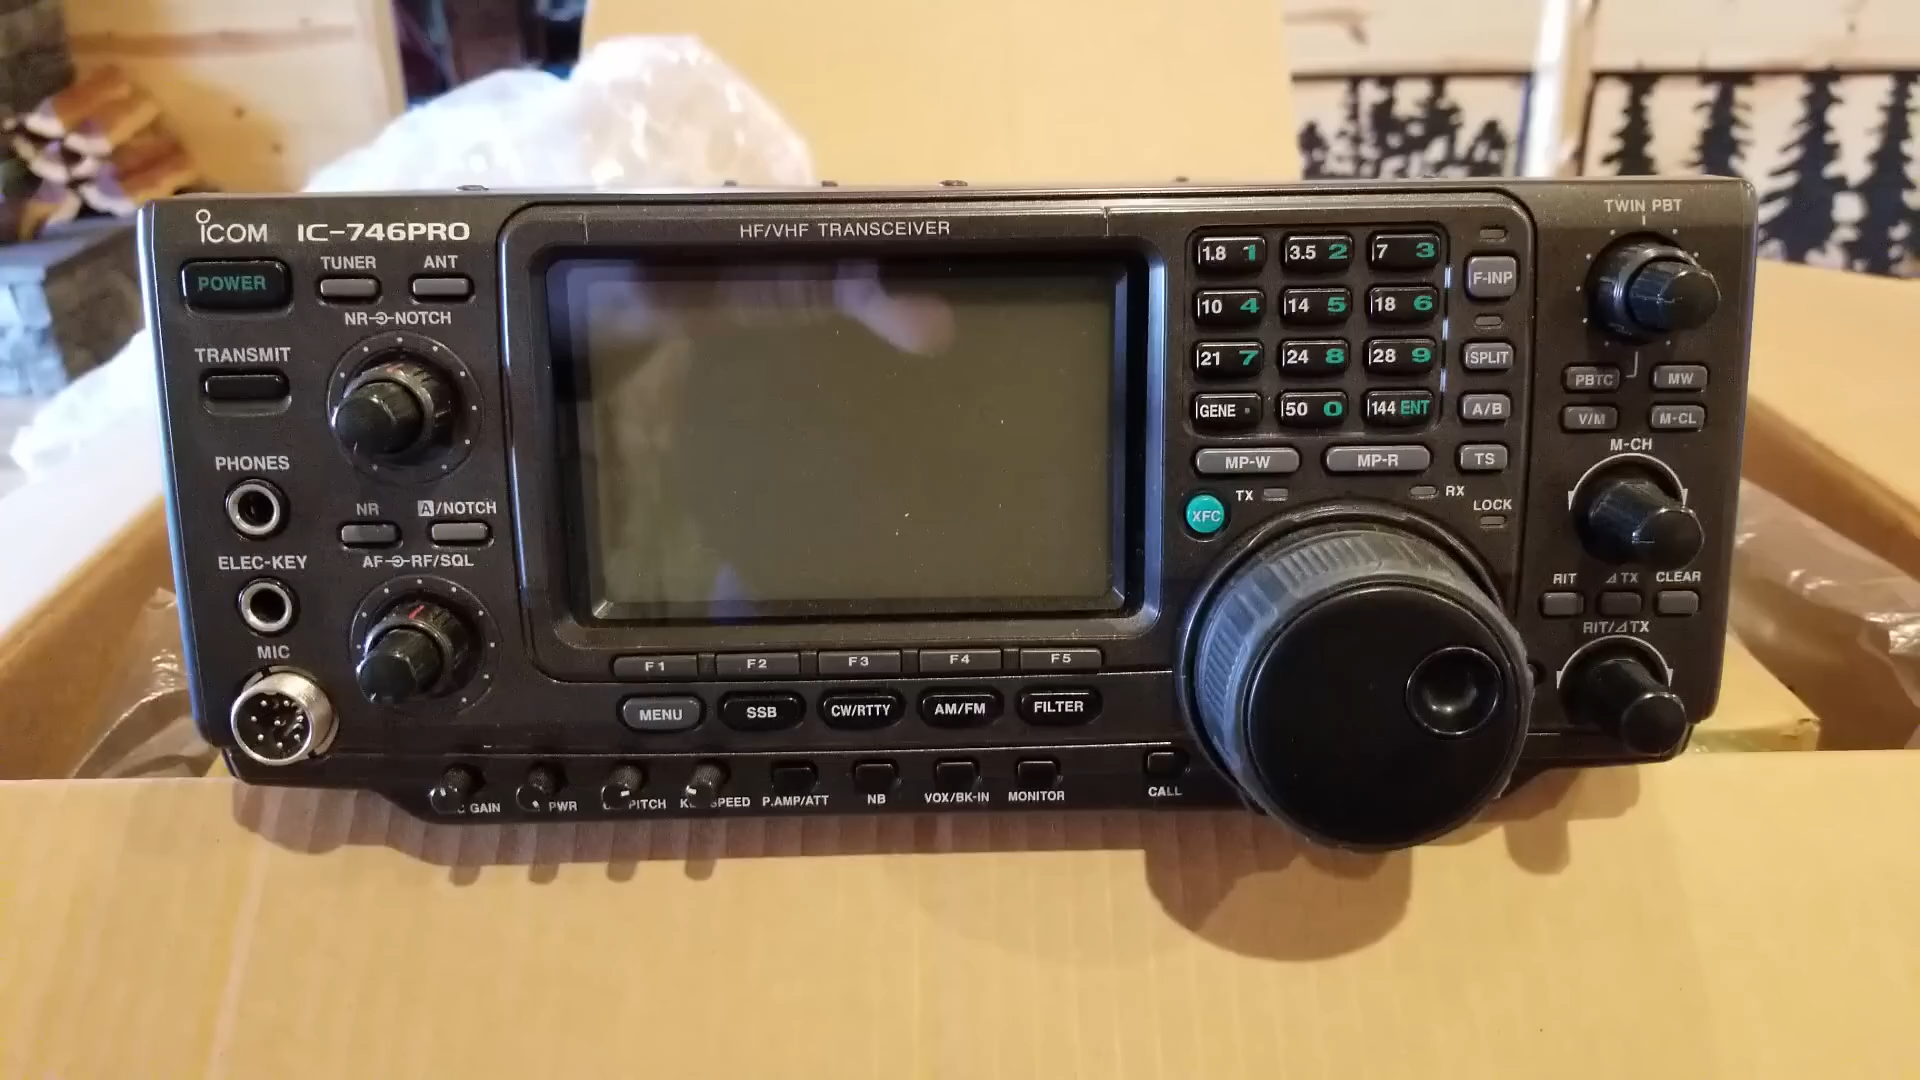 ICOM IC-746PRO
HF/VHF TRANSCEIVER
POWER
TUNER
ANT
NR NOTCH
TRANSMIT
PHONES
NR
A/NOTCH
AF RF/SQL
ELEC-KEY
MIC
F1 F2 F3 F4 F5
MENU SSB CW/RTTY AM/FM FILTER
GAIN PWR PITCH SPEED P.AMP/ATT NB VOX/BK-IN MONITOR CALL
1.8 1 3.5 2 7 3
F-INP
10 4 14 5 18 6
21 7 24 8 28 9
SPLIT
GENE • 50 0 144 ENT
A/B
MP-W MP-R TS
XFC TX RX
LOCK
TWIN PBT
PBTC MW
V/M M-CL
M-CH
RIT ⊿TX CLEAR
RIT/⊿TX